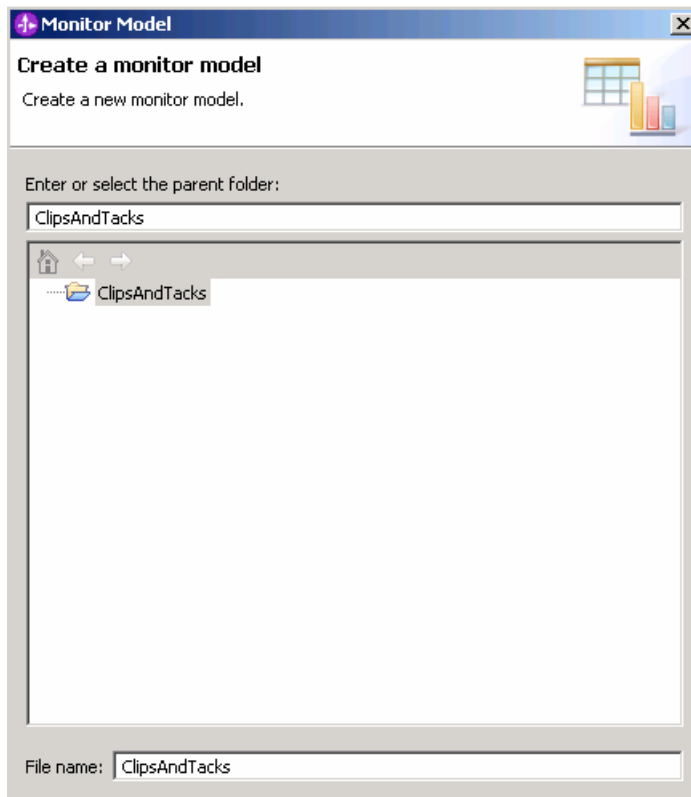 Monitor Model
Create a monitor model
Create a new monitor model.
Enter or select the parent folder:
ClipsAndTacks
ClipsAndTacks
File name: ClipsAndTacks